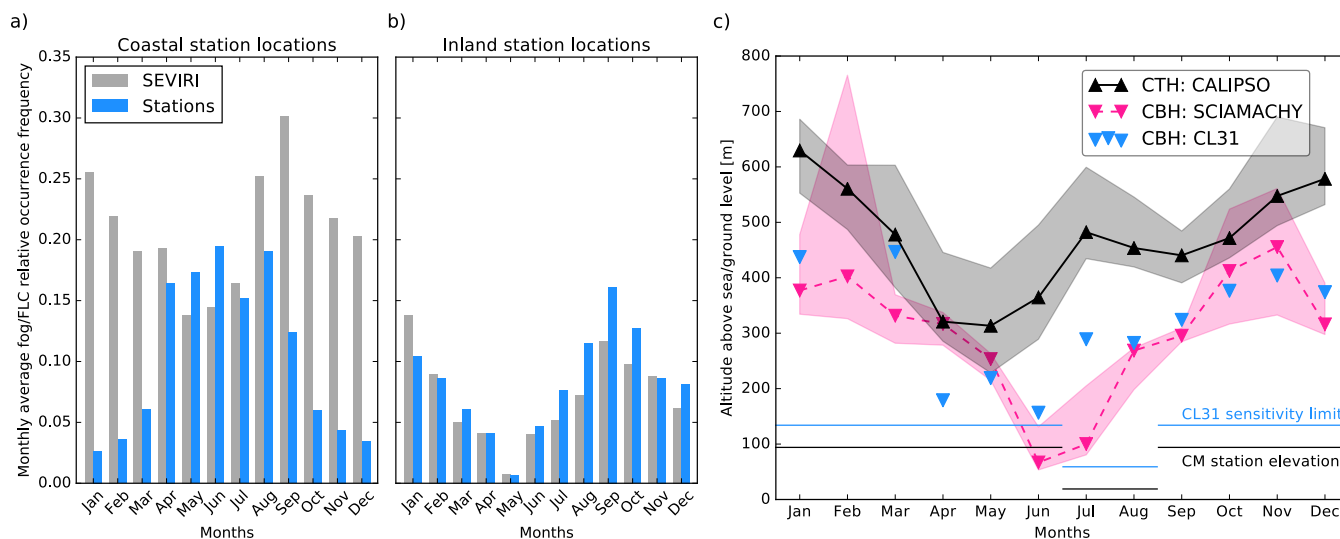 a)
Coastal station locations
Monthly average fog/FLC relative occurrence frequency
0.35
0.30
0.25
0.20
0.15
0.10
0.05
0.00
SEVIRI
Stations
Jan Feb Mar Apr May Jun Jul Aug Sep Oct Nov Dec
Months
b)
Inland station locations
Jan Feb Mar Apr May Jun Jul Aug Sep Oct Nov Dec
Months
c)
Altitude above sea/ground level [m]
800
700
600
500
400
300
200
100
0
CTH: CALIPSO
CBH: SCIAMACHY
CBH: CL31
CL31 sensitivity limit
CM station elevation
Jan Feb Mar Apr May Jun Jul Aug Sep Oct Nov Dec
Months